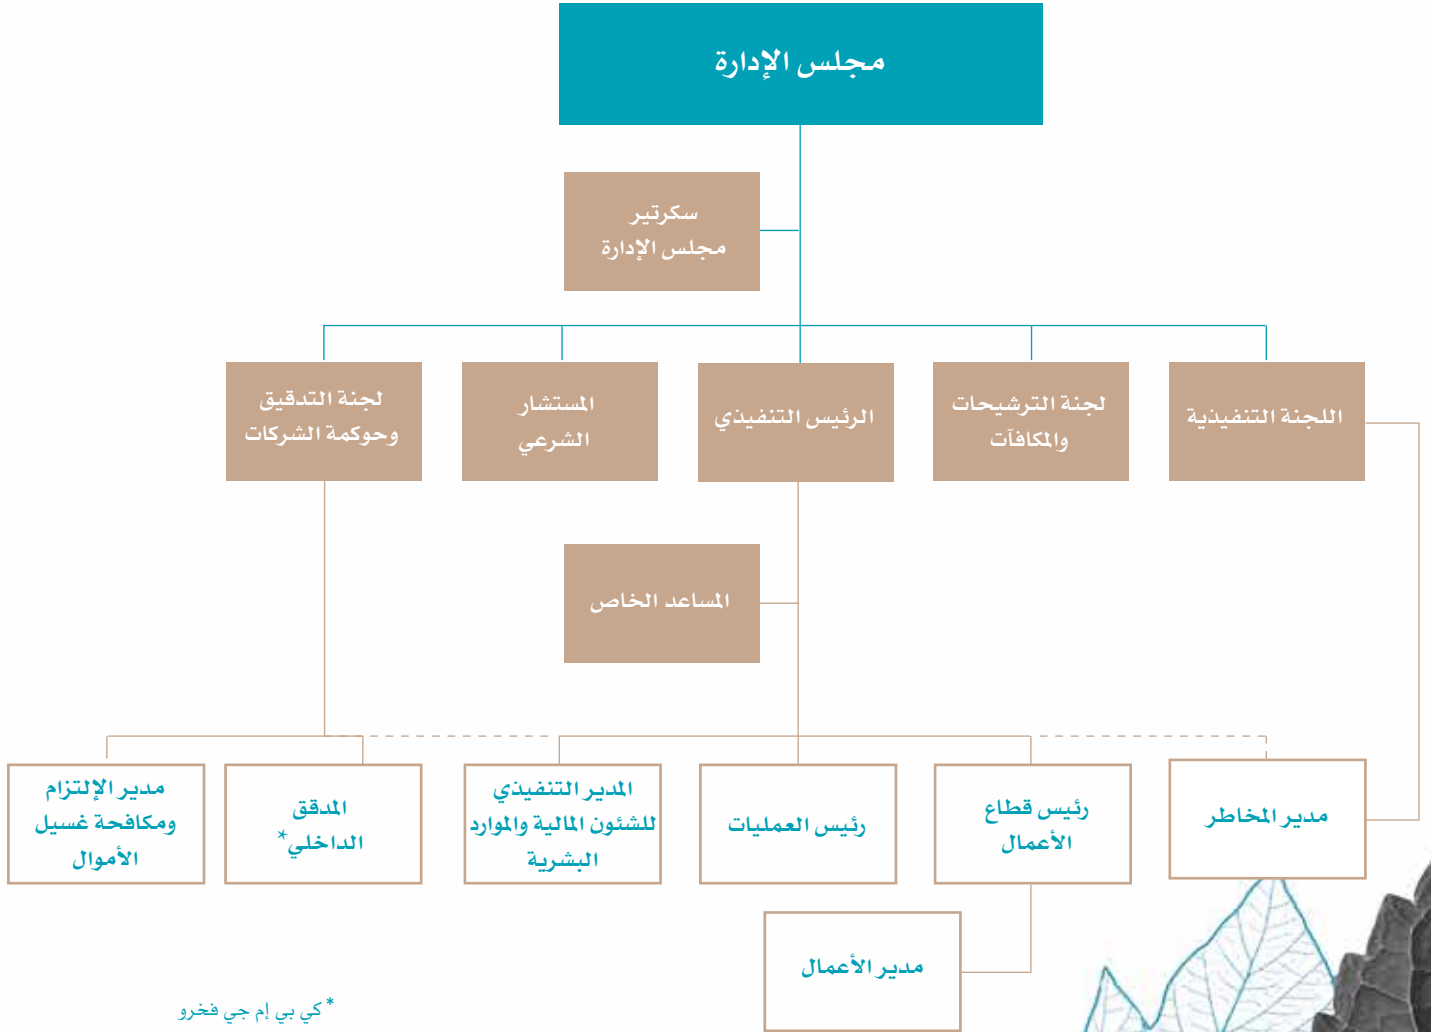 مجلس الإدارة
سكرتير
مجلس الإدارة
اللجنة التنفيذية
لجنة الترشيحات
والمكافآت
الرئيس التنفيذي
المستشار
الشرعي
لجنة التدقيق
وحوكمة الشركات
المساعد الخاص
مدير المخاطر
رئيس قطاع
الأعمال
رئيس العمليات
المدير التنفيذي
للشئون المالية والموارد
البشرية
المدقق
الداخلي*
مدير الإلتزام
ومكافحة غسيل
الأموال
مدير الأعمال
* كي بي إم جي فخرو